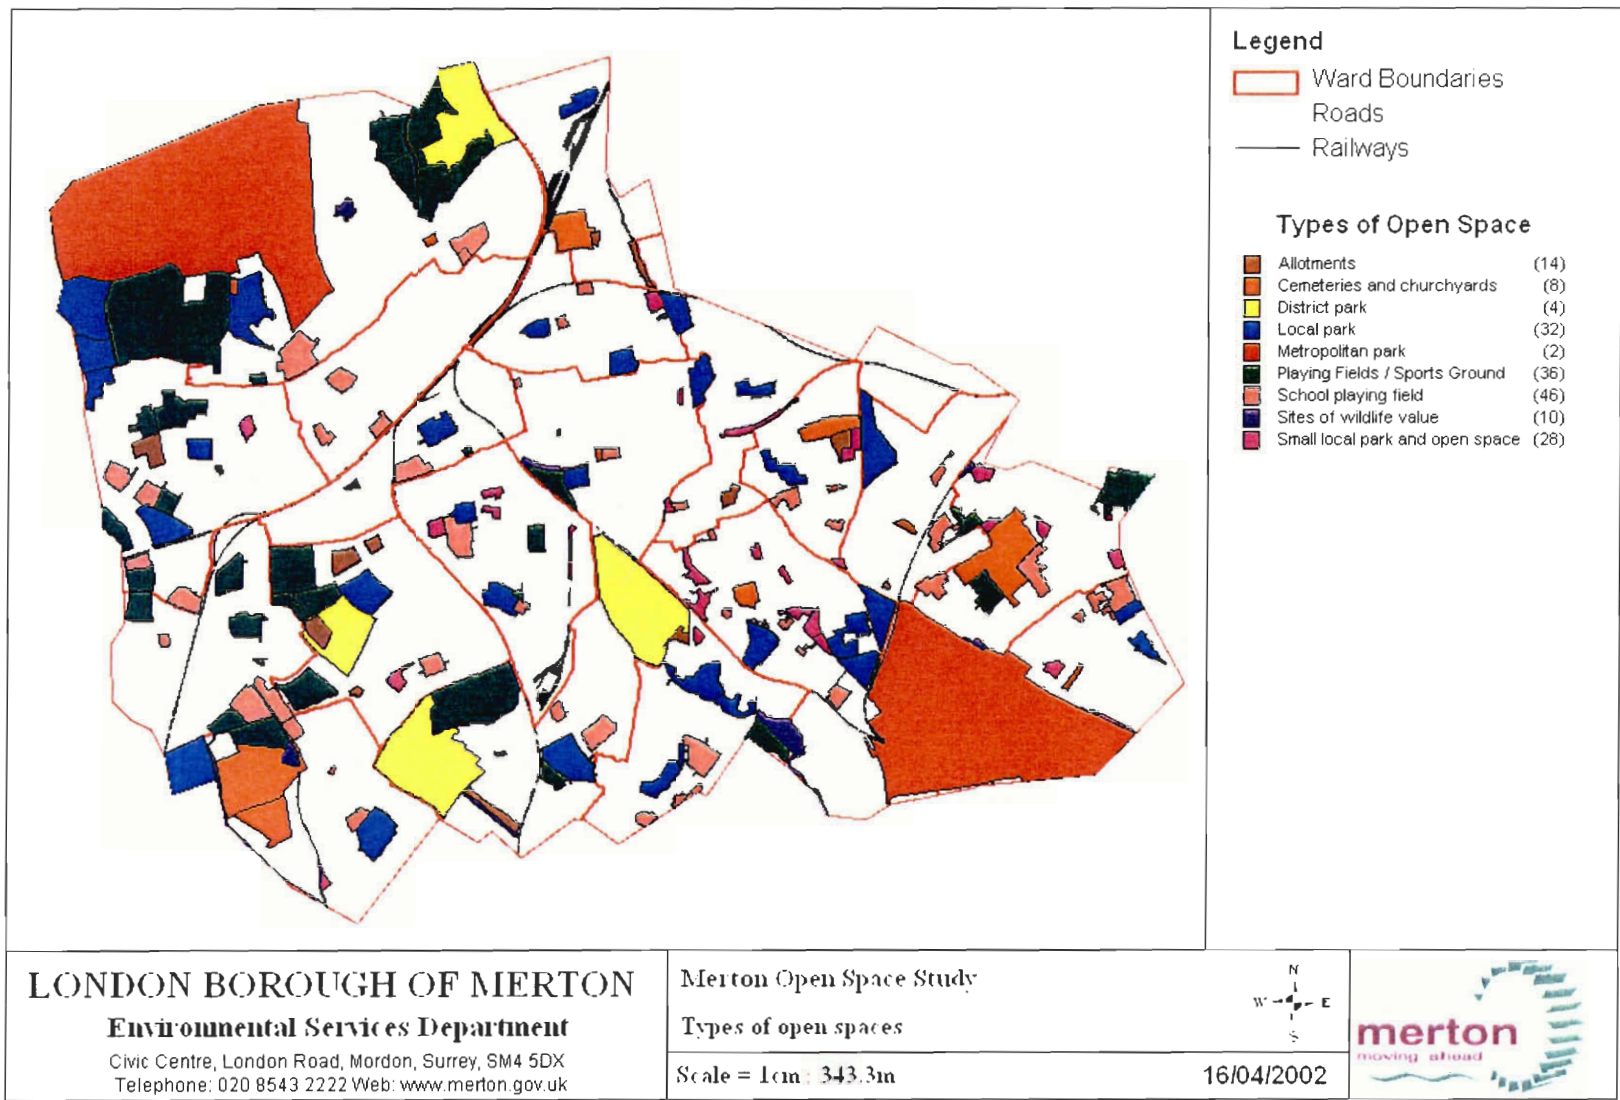 Legend
Ward Boundaries
Roads
Railways
Types of Open Space
Allotments (14)
Cemeteries and churchyards (8)
District park (4)
Local park (32)
Metropolitan park (2)
Playing Fields / Sports Ground (36)
School playing field (46)
Sites of wildlife value (10)
Small local park and open space (28)
LONDON BOROUGH OF MERTON
Environmental Services Department
Civic Centre, London Road, Mordon, Surrey, SM4 5DX
Telephone: 020 8543 2222 Web: www.merton.gov.uk
Merton Open Space Study
Types of open spaces
Scale = 1cm : 343.3m
16/04/2002
N
W E
S
merton
moving ahead